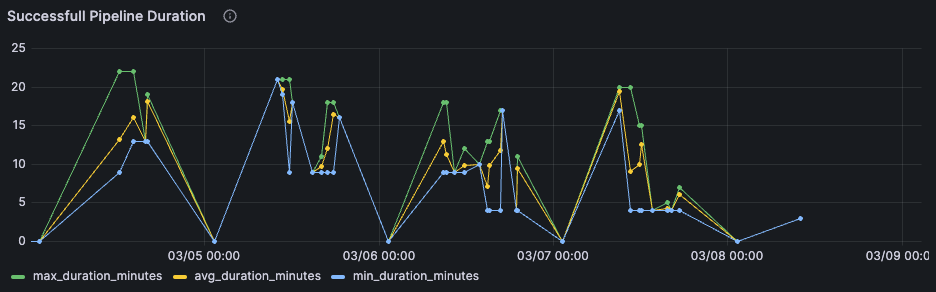 Successfull Pipeline Duration
25
20
15
10
5
0
03/05 00:00 03/06 00:00 03/07 00:00 03/08 00:00 03/09 00:00
max_duration_minutes avg_duration_minutes min_duration_minutes